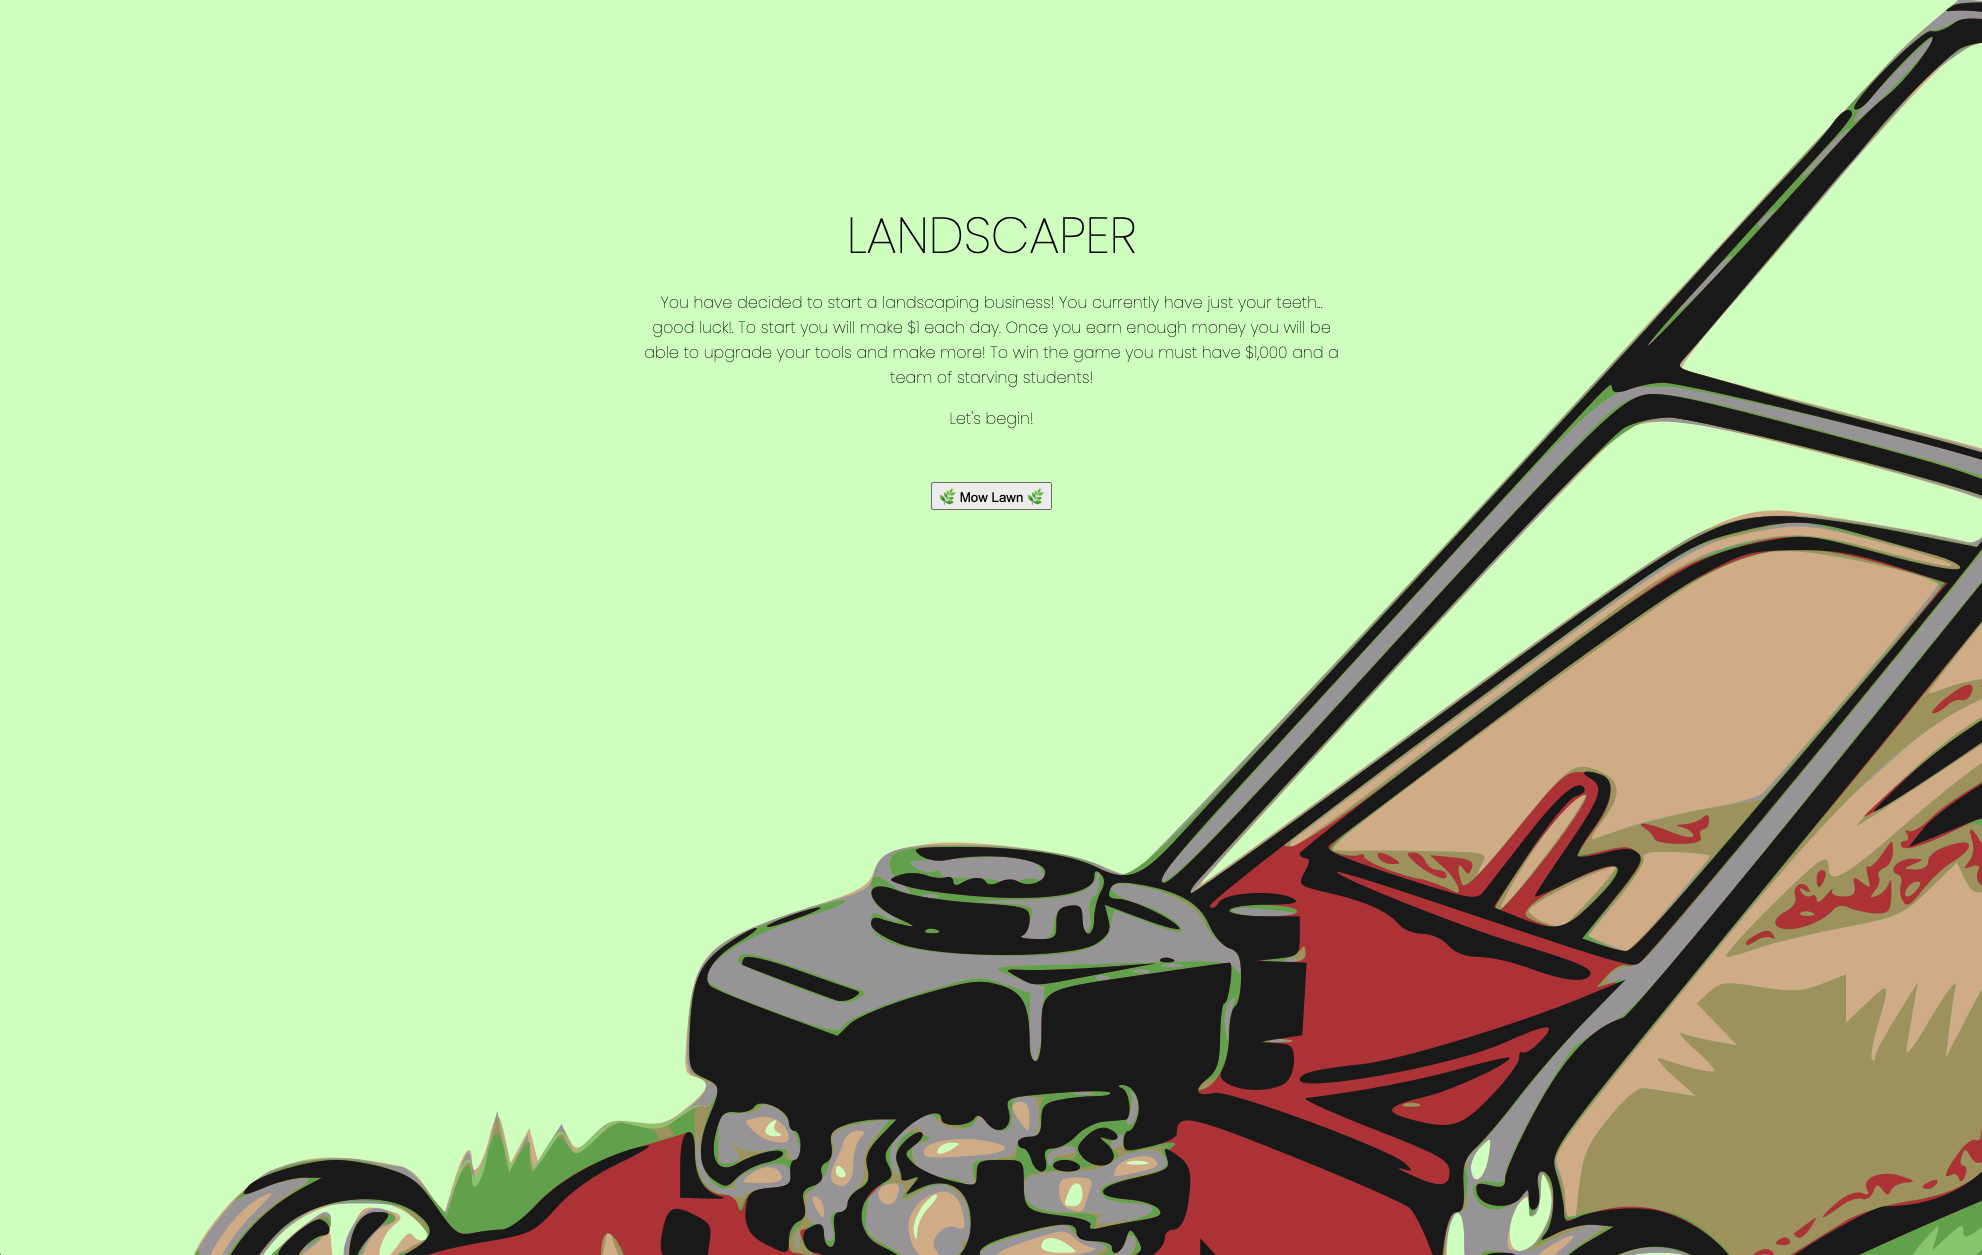 LANDSCAPER
You have decided to start a landscaping business! You currently have just your teeth...
good luck!. To start you will make $1 each day. Once you earn enough money you will be
able to upgrade your tools and make more! To win the game you must have $1,000 and a
team of starving students!
Let's begin!
🌿 Mow Lawn 🌿